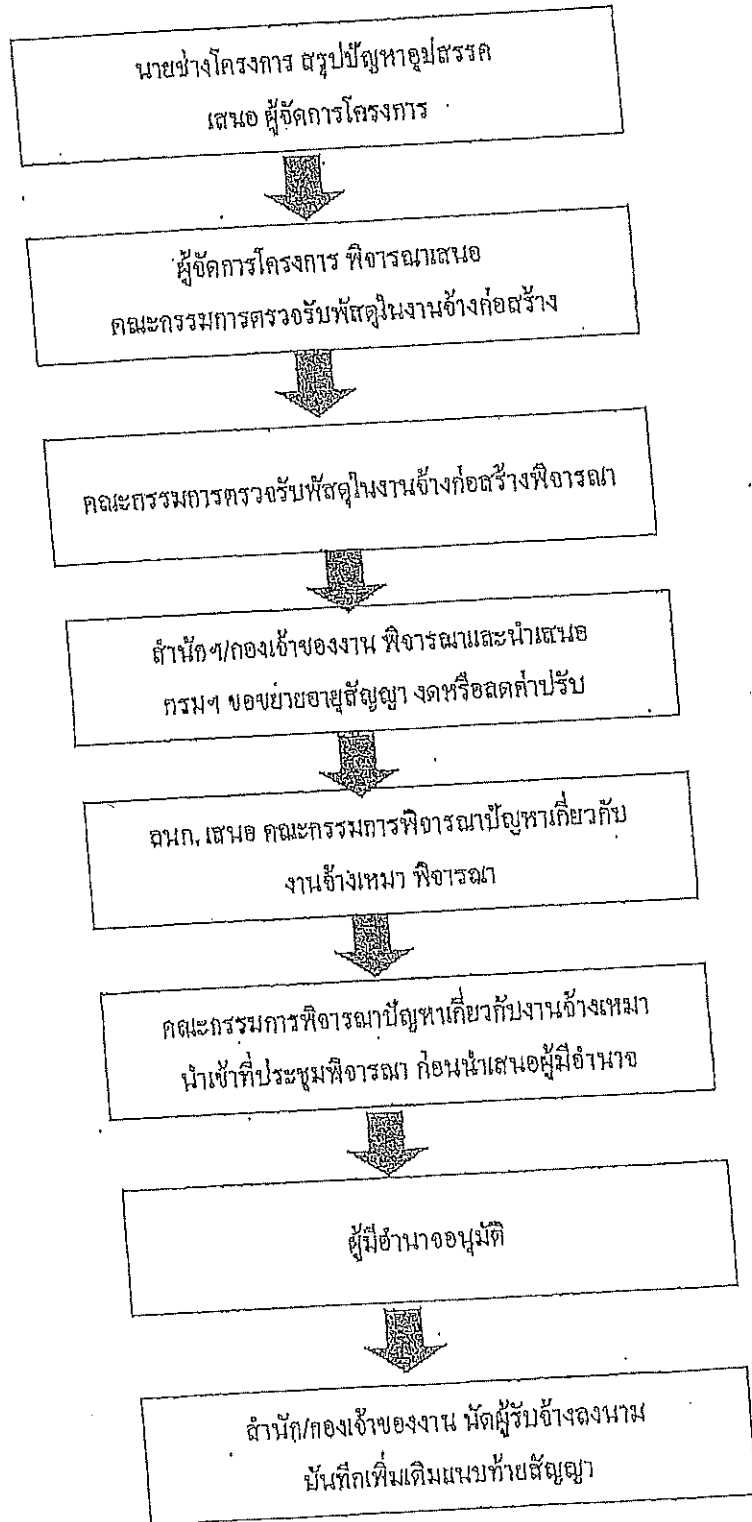 นายช่างโครงการ สรุปปัญหาอุปสรรค
เสนอ ผู้จัดการโครงการ
ผู้จัดการโครงการ พิจารณาเสนอ
คณะกรรมการตรวจรับพัสดุในงานจ้างก่อสร้าง
คณะกรรมการตรวจรับพัสดุในงานจ้างก่อสร้างพิจารณา
สำนักฯ/กองเจ้าของงาน พิจารณาและนำเสนอ
กรมฯ ขอขยายอายุสัญญา งดหรือลดค่าปรับ
ลนก. เสนอ คณะกรรมการพิจารณาปัญหาเกี่ยวกับ
งานจ้างเหมา พิจารณา
คณะกรรมการพิจารณาปัญหาเกี่ยวกับงานจ้างเหมา
นำเข้าที่ประชุมพิจารณา ก่อนนำเสนอผู้มีอำนาจ
ผู้มีอำนาจอนุมัติ
สำนัก/กองเจ้าของงาน นัดผู้รับจ้างลงนาม
บันทึกเพิ่มเติมแนบท้ายสัญญา